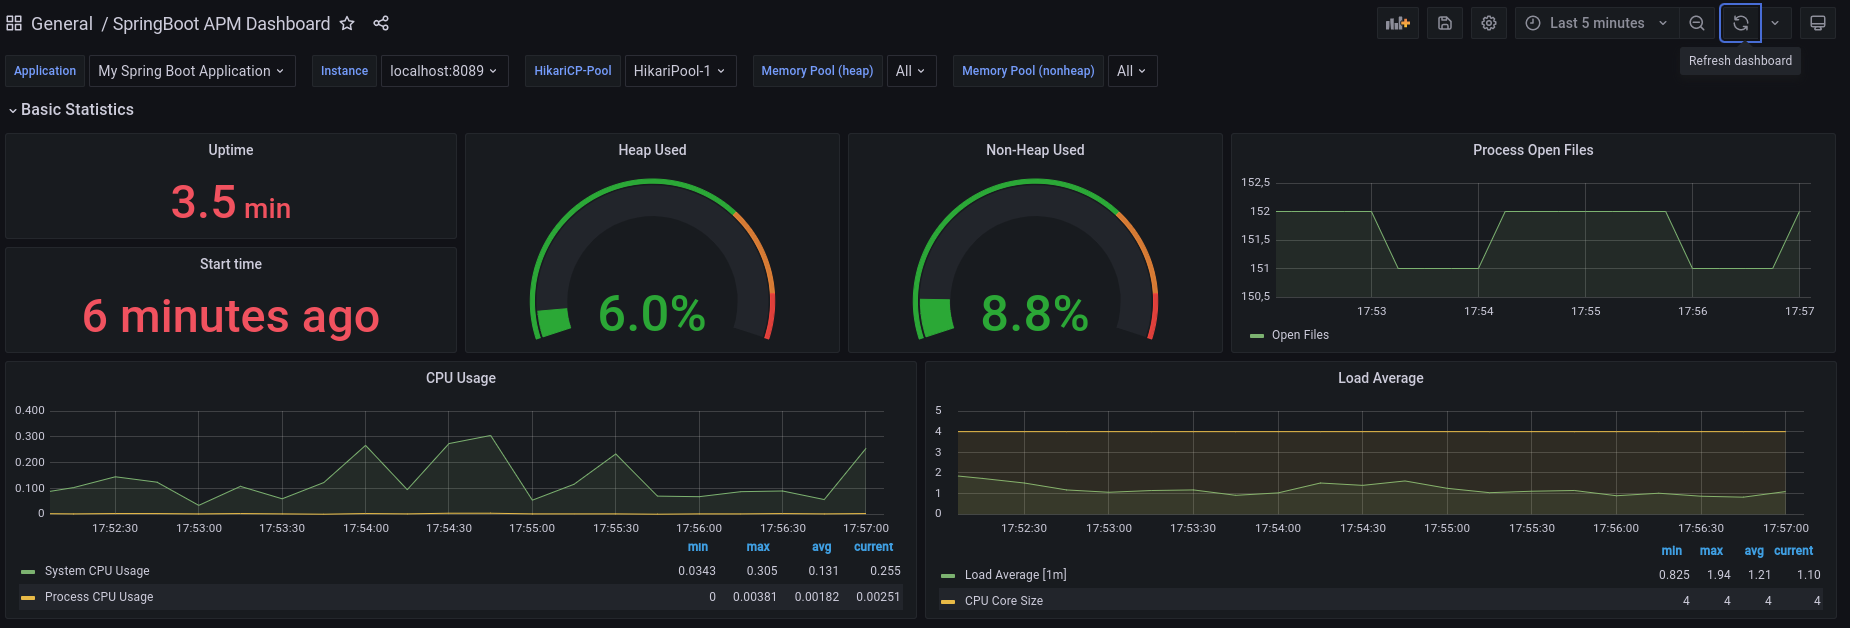 General / SpringBoot APM Dashboard
Last 5 minutes
Refresh dashboard
Application My Spring Boot Application Instance localhost:8089 HikariCP-Pool HikariPool-1 Memory Pool (heap) All Memory Pool (nonheap) All
Basic Statistics
Uptime
3.5 min
Start time
6 minutes ago
Heap Used
6.0%
Non-Heap Used
8.8%
Process Open Files
152,5
152
151,5
151
150,5
17:53 17:54 17:55 17:56 17:57
Open Files
CPU Usage
0.400
0.300
0.200
0.100
0
17:52:30 17:53:00 17:53:30 17:54:00 17:54:30 17:55:00 17:55:30 17:56:00 17:56:30 17:57:00
min max avg current
System CPU Usage 0.0343 0.305 0.131 0.255
Process CPU Usage 0 0.00381 0.00182 0.00251
Load Average
5
4
3
2
1
0
17:52:30 17:53:00 17:53:30 17:54:00 17:54:30 17:55:00 17:55:30 17:56:00 17:56:30 17:57:00
min max avg current
Load Average [1m] 0.825 1.94 1.21 1.10
CPU Core Size 4 4 4 4